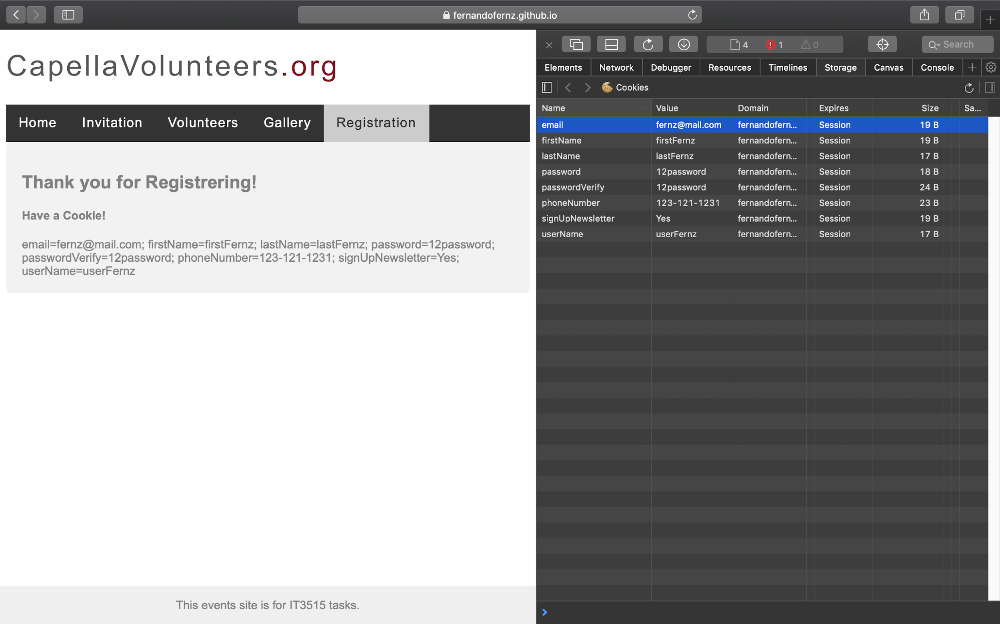 fernandofernz.github.io
CapellaVolunteers.org
Home Invitation Volunteers Gallery Registration
Thank you for Registrering!
Have a Cookie!
email=fernz@mail.com; firstName=firstFernz; lastName=lastFernz; password=12password;
passwordVerify=12password; phoneNumber=123-121-1231; signUpNewsletter=Yes;
userName=userFernz
This events site is for IT3515 tasks.
4 1 0 Search
Elements Network Debugger Resources Timelines Storage Canvas Console
Cookies
Name Value Domain Expires Size Sa...
email fernz@mail.com fernandofern... Session 19 B
firstName firstFernz fernandofern... Session 19 B
lastName lastFernz fernandofern... Session 17 B
password 12password fernandofern... Session 18 B
passwordVerify 12password fernandofern... Session 24 B
phoneNumber 123-121-1231 fernandofern... Session 23 B
signUpNewsletter Yes fernandofern... Session 19 B
userName userFernz fernandofern... Session 17 B